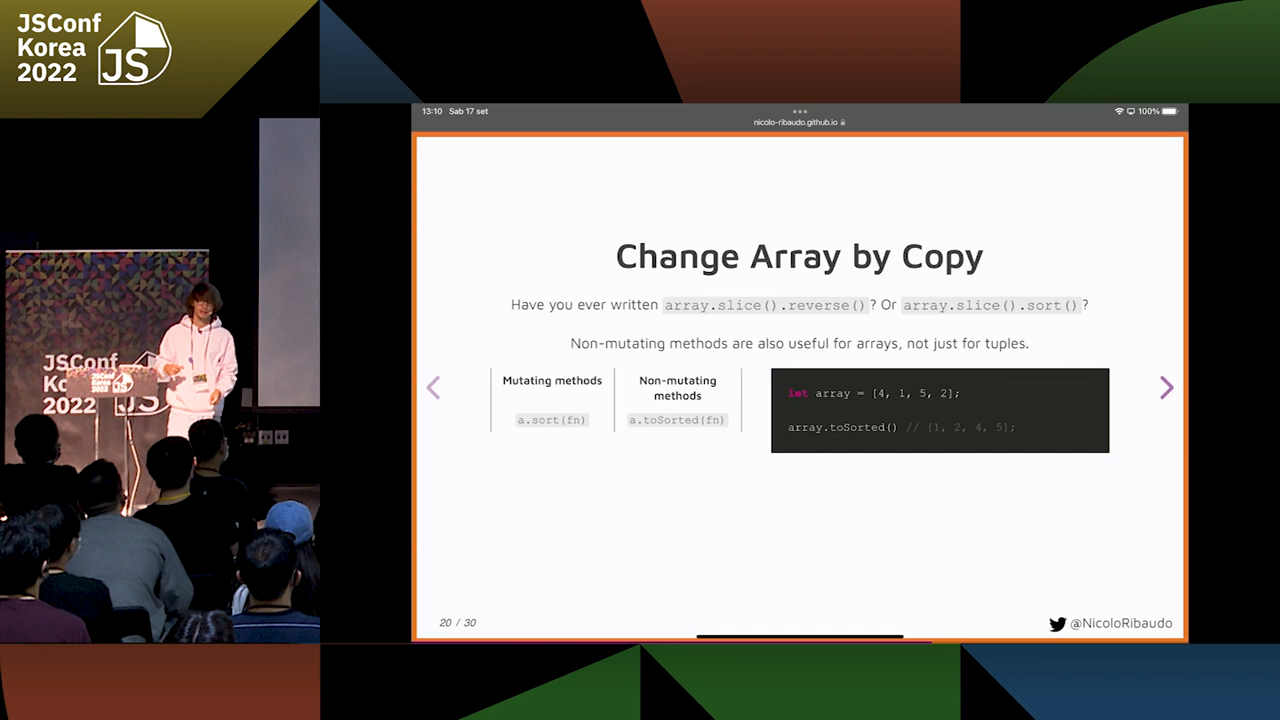 JSConf
Korea
2022
JS
13:10 Sab 17 set
nicolo-ribaudo.github.io
100%
Change Array by Copy
Have you ever written array.slice().reverse()? Or array.slice().sort()?
Non-mutating methods are also useful for arrays, not just for tuples.
Mutating methods
Non-mutating
methods
a.sort(fn)
a.toSorted(fn)
let array = [4, 1, 5, 2];
array.toSorted() // [1, 2, 4, 5];
20 / 30
@NicoloRibaudo
JSConf
2022
JSConf